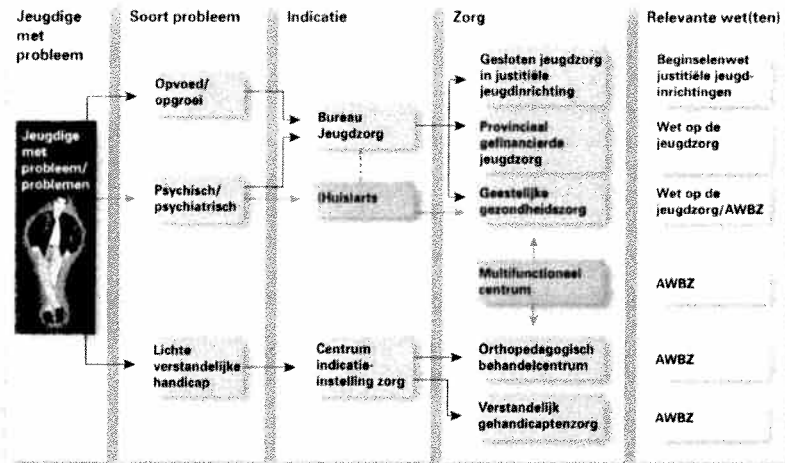 Jeugdige
met
probleem
Soort probleem
Indicatie
Zorg
Relevante wet(ten)
Jeugdige
met
probleem/
problemen
Opvoed/
opgroei
Psychisch/
psychiatrisch
Lichte
verstandelijke
handicap
Bureau
Jeugdzorg
(Huis)arts
Centrum
indicatie-
instelling zorg
Gesloten jeugdzorg
in justitiële
jeugdinrichting
Provinciaal
gefinancierde
jeugdzorg
Geestelijke
gezondheidszorg
Multifunctioneel
centrum
Orthopedagogisch
behandelcentrum
Verstandelijk
gehandicaptenzorg
Beginselenwet
justitiële jeugd-
inrichtingen
Wet op de
jeugdzorg
Wet op de
jeugdzorg/AWBZ
AWBZ
AWBZ
AWBZ